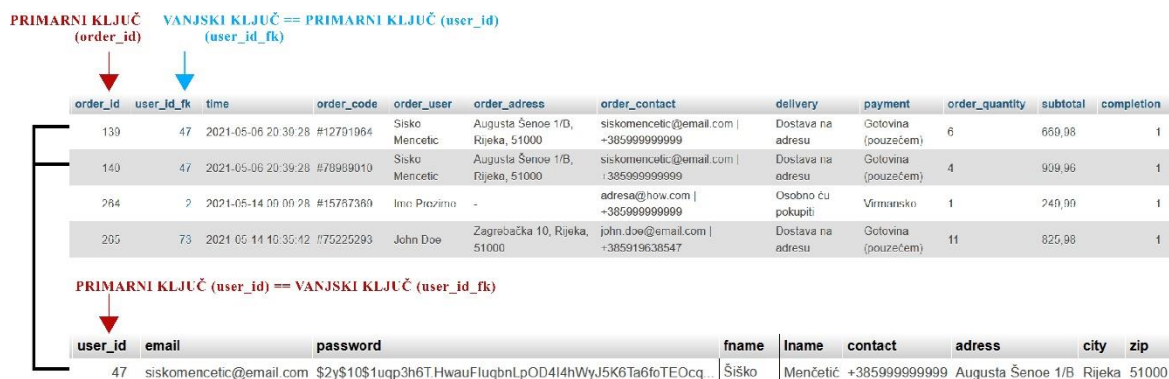 PRIMARNI KLJUČ VANJSKI KLJUČ == PRIMARNI KLJUČ (user_id)
(order_id) (user_id_fk)
order_id user_id_fk time order_code order_user order_adress order_contact delivery payment order_quantity subtotal completion
139 47 2021-05-06 20:39:28 #12791964 Sisko Mencetic Augusta Šenoe 1/B, Rijeka, 51000 siskomencetic@email.com | +385999999999 Dostava na adresu Gotovina (pouzećem) 6 669,98 1
140 47 2021-05-06 20:39:28 #78989010 Sisko Mencetic Augusta Šenoe 1/B, Rijeka, 51000 siskomencetic@email.com | +385999999999 Dostava na adresu Gotovina (pouzećem) 4 909,96 1
264 2 2021-05-14 09:09:28 #15767369 Ime Prezime - adresa@how.com | +385999999999 Osobno ću pokupiti Virmansko 1 249,99 1
265 73 2021-05-14 16:35:42 #75225293 John Doe Zagrebačka 10, Rijeka, 51000 john.doe@email.com | +385919638547 Dostava na adresu Gotovina (pouzećem) 11 825,98 1
PRIMARNI KLJUČ (user_id) == VANJSKI KLJUČ (user_id_fk)
user_id email password fname lname contact adress city zip
47 siskomencetic@email.com $2y$10$1uqp3h6T.HwauFIuqbnLpOD4I4hWyJ5K6Ta6foTEOcq... Šiško Menčetić +385999999999 Augusta Šenoe 1/B Rijeka 51000